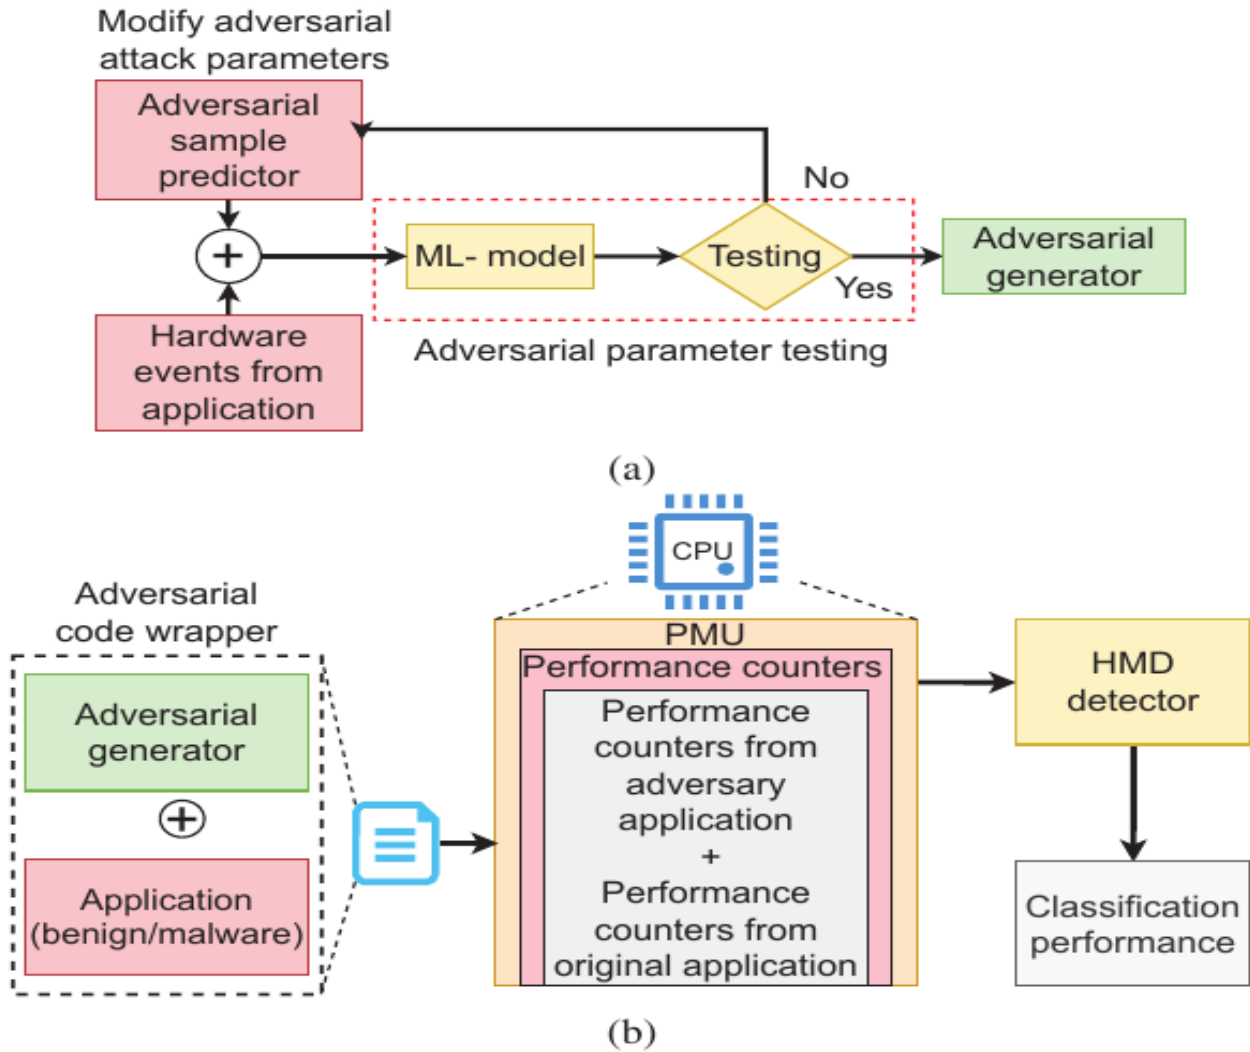 Modify adversarial
attack parameters
Adversarial
sample
predictor
No
+
ML- model
Testing
Yes
Adversarial
generator
Hardware
events from
application
Adversarial parameter testing
(a)
CPU
Adversarial
code wrapper
Adversarial
generator
+
Application
(benign/malware)
PMU
Performance counters
Performance
counters from
adversary
application
+
Performance
counters from
original application
HMD
detector
Classification
performance
(b)